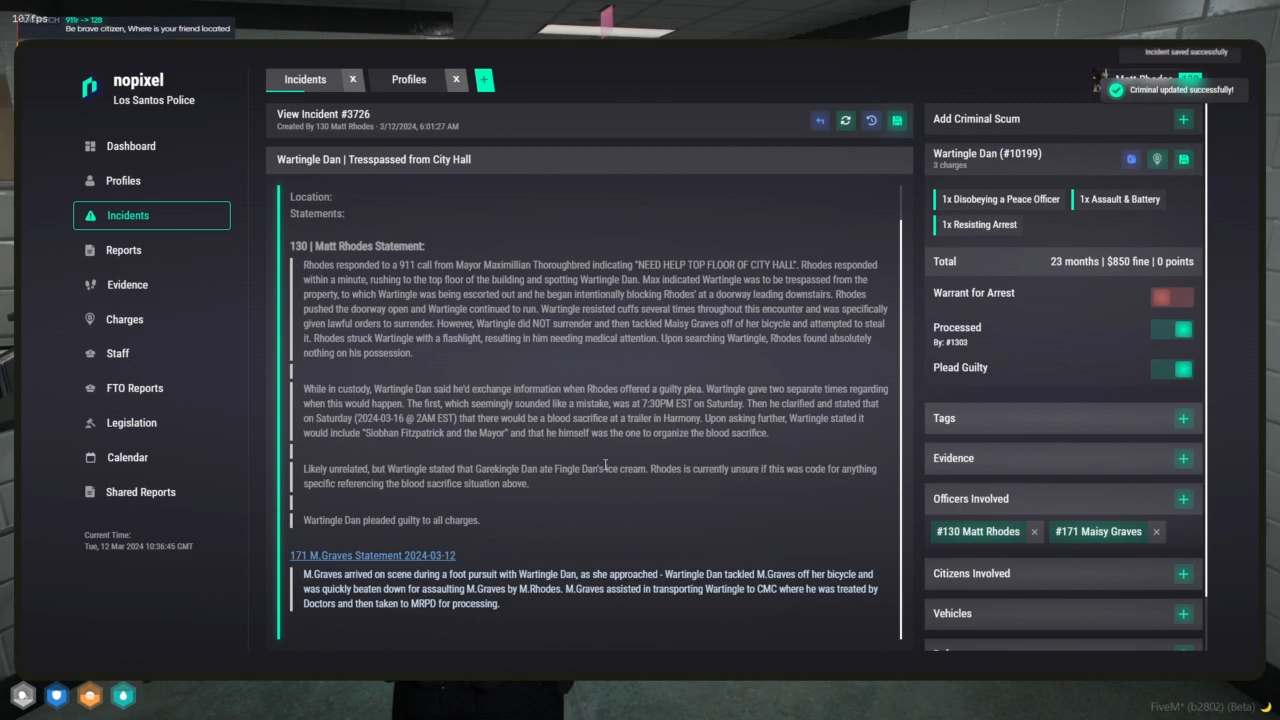 107fps
911r -> 128
Be brave citizen, Where is your friend located
Incident saved successfully
nopixel
Los Santos Police
Incidents x
Profiles x
+
Matt Rhodes
Criminal updated successfully!
Dashboard
Profiles
Incidents
Reports
Evidence
Charges
Staff
FTO Reports
Legislation
Calendar
Shared Reports
Current Time:
Tue, 12 Mar 2024 10:36:45 GMT
View Incident #3726
Created By 130 Matt Rhodes - 3/12/2024, 6:01:27 AM
Wartingle Dan | Tresspassed from City Hall
Location:
Statements:
130 | Matt Rhodes Statement:
Rhodes responded to a 911 call from Mayor Maximillian Thoroughbred indicating "NEED HELP TOP FLOOR OF CITY HALL". Rhodes responded
within a minute, rushing to the top floor of the building and spotting Wartingle Dan. Max indicated Wartingle was to be trespassed from the
property, to which Wartingle was being escorted out and he began intentionally blocking Rhodes' at a doorway leading downstairs. Rhodes
pushed the doorway open and Wartingle continued to run. Wartingle resisted cuffs several times throughout this encounter and was specifically
given lawful orders to surrender. However, Wartingle did NOT surrender and then tackled Maisy Graves off of her bicycle and attempted to steal
it. Rhodes struck Wartingle with a flashlight, resulting in him needing medical attention. Upon searching Wartingle, Rhodes found absolutely
nothing on his possession.
While in custody, Wartingle Dan said he'd exchange information when Rhodes offered a guilty plea. Wartingle gave two separate times regarding
when this would happen. The first, which seemingly sounded like a mistake, was at 7:30PM EST on Saturday. Then he clarified and stated that
on Saturday (2024-03-16 @ 2AM EST) that there would be a blood sacrifice at a trailer in Harmony. Upon asking further, Wartingle stated it
would include "Siobhan Fitzpatrick and the Mayor" and that he himself was the one to organize the blood sacrifice.
Likely unrelated, but Wartingle stated that Garekingle Dan ate Fingle Dan's ice cream. Rhodes is currently unsure if this was code for anything
specific referencing the blood sacrifice situation above.
Wartingle Dan pleaded guilty to all charges.
171 M.Graves Statement 2024-03-12
M.Graves arrived on scene during a foot pursuit with Wartingle Dan, as she approached - Wartingle Dan tackled M.Graves off her bicycle and
was quickly beaten down for assaulting M.Graves by M.Rhodes. M.Graves assisted in transporting Wartingle to CMC where he was treated by
Doctors and then taken to MRPD for processing.
Add Criminal Scum +
Wartingle Dan (#10199)
3 charges
1x Disobeying a Peace Officer
1x Assault & Battery
1x Resisting Arrest
Total 23 months | $850 fine | 0 points
Warrant for Arrest
Processed
By: #1303
Plead Guilty
Tags +
Evidence +
Officers Involved +
#130 Matt Rhodes ×
#171 Maisy Graves ×
Citizens Involved +
Vehicles +
FiveM* (b2802) (Beta)